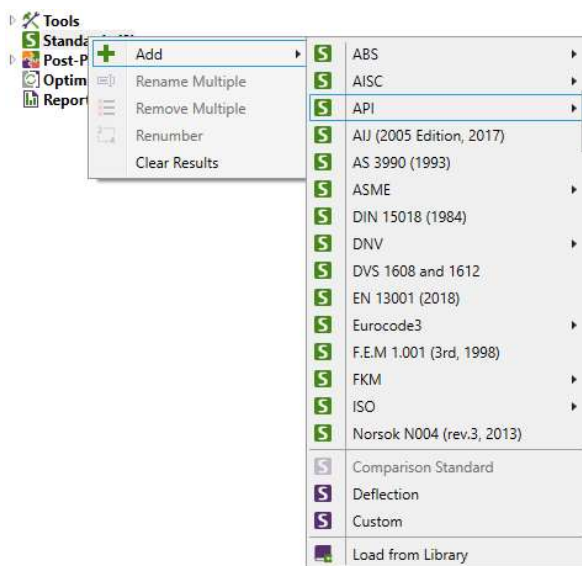 Tools
Standa
Post-P
Optim
Report
Add
Rename Multiple
Remove Multiple
Renumber
Clear Results
ABS
AISC
API
AIJ (2005 Edition, 2017)
AS 3990 (1993)
ASME
DIN 15018 (1984)
DNV
DVS 1608 and 1612
EN 13001 (2018)
Eurocode3
F.E.M 1.001 (3rd, 1998)
FKM
ISO
Norsok N004 (rev.3, 2013)
Comparison Standard
Deflection
Custom
Load from Library